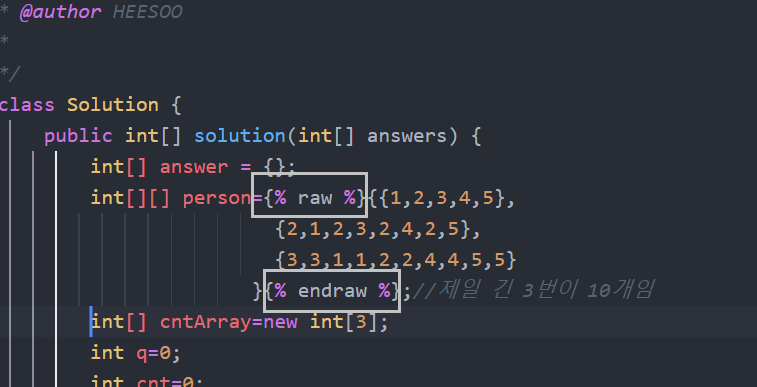 * @author HEESOO
*
*/
class Solution {
public int[] solution(int[] answers) {
int[] answer = {};
int[][] person={% raw %}{{1,2,3,4,5},
{2,1,2,3,2,4,2,5},
{3,3,1,1,2,2,4,4,5,5}
}{% endraw %};//제일 긴 3번이 10개임
int[] cntArray=new int[3];
int q=0;
int cnt=0;